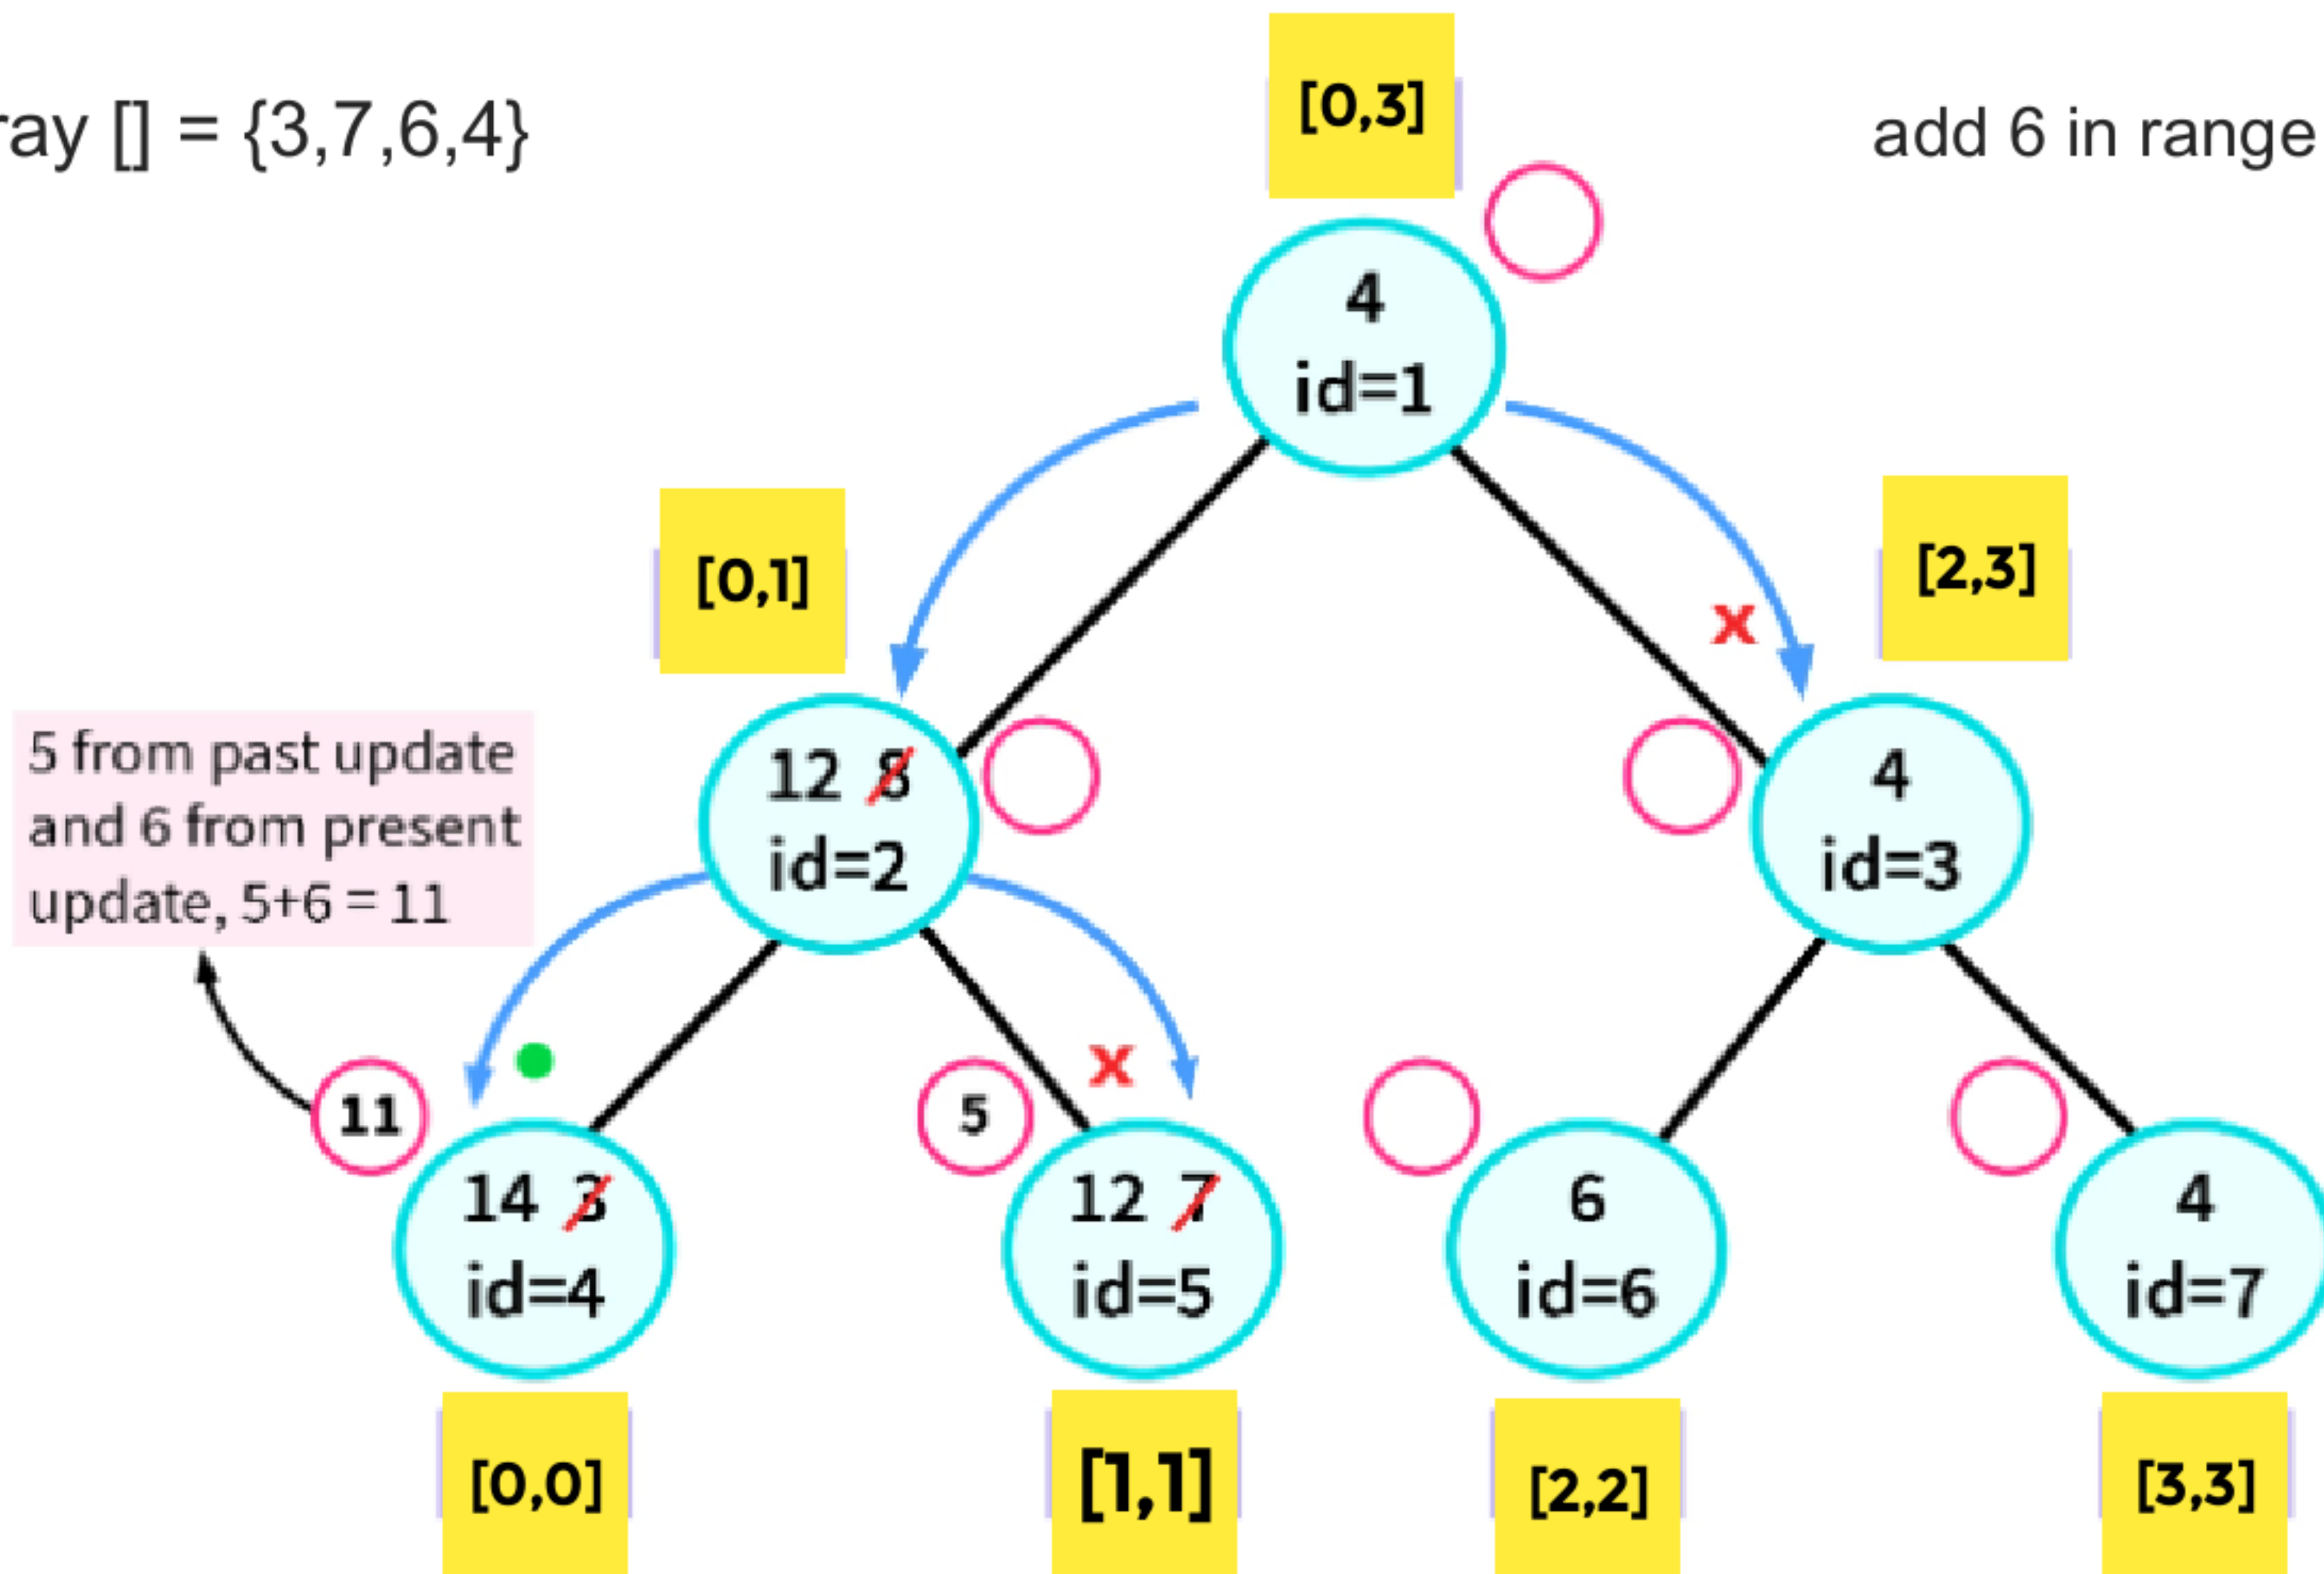 ray [] = {3,7,6,4}
add 6 in range
[0,3]
4
id=1
[0,1]
[2,3]
x
5 from past update
and 6 from present
update, 5+6 = 11
12 8
id=2
4
id=3
11
5
x
14 3
id=4
12 7
id=5
6
id=6
4
id=7
[0,0]
[1,1]
[2,2]
[3,3]